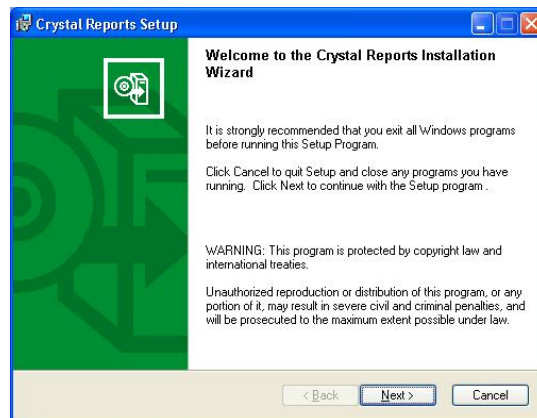 Crystal Reports Setup
Welcome to the Crystal Reports Installation
Wizard
It is strongly recommended that you exit all Windows programs
before running this Setup Program.
Click Cancel to quit Setup and close any programs you have
running. Click Next to continue with the Setup program .
WARNING: This program is protected by copyright law and
international treaties.
Unauthorized reproduction or distribution of this program, or any
portion of it, may result in severe civil and criminal penalties, and
will be prosecuted to the maximum extent possible under law.
< Back Next > Cancel